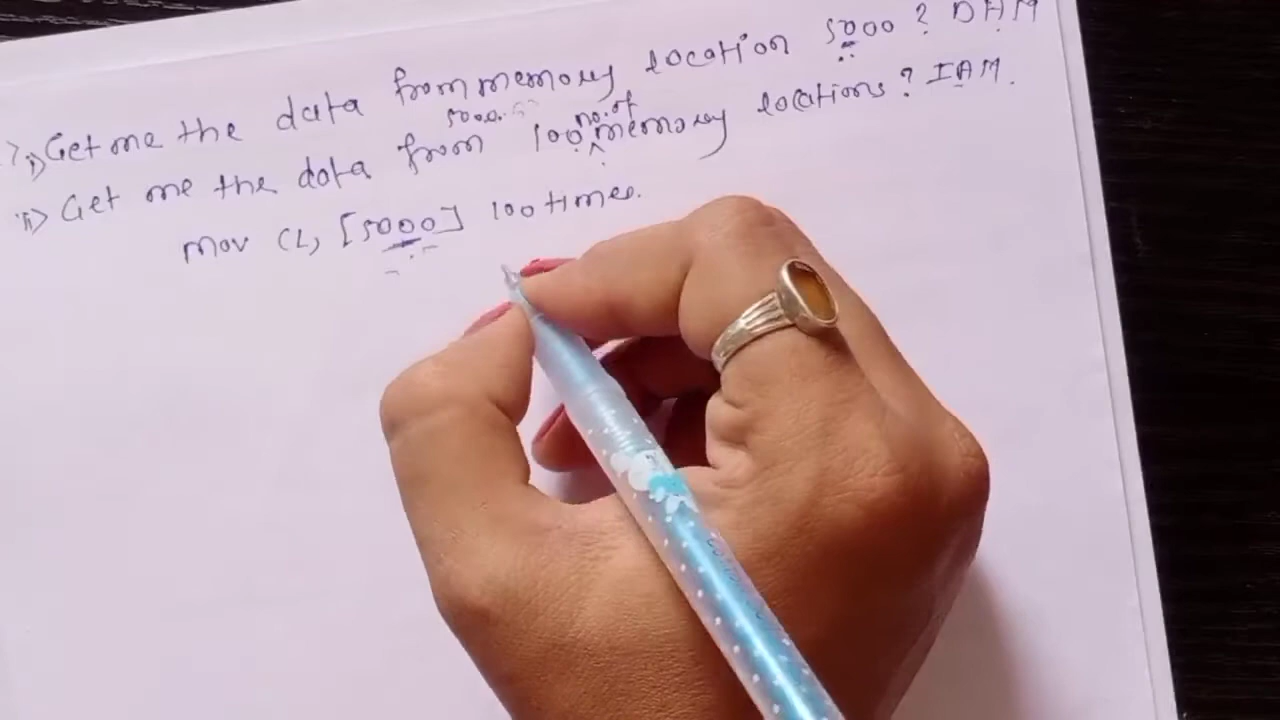 i) Get me the data from memory location 5000 ? DAM
5000. no. of
ii) Get me the data from 100 memory locations ? IAM.
mov CL, [5000] 100 times.